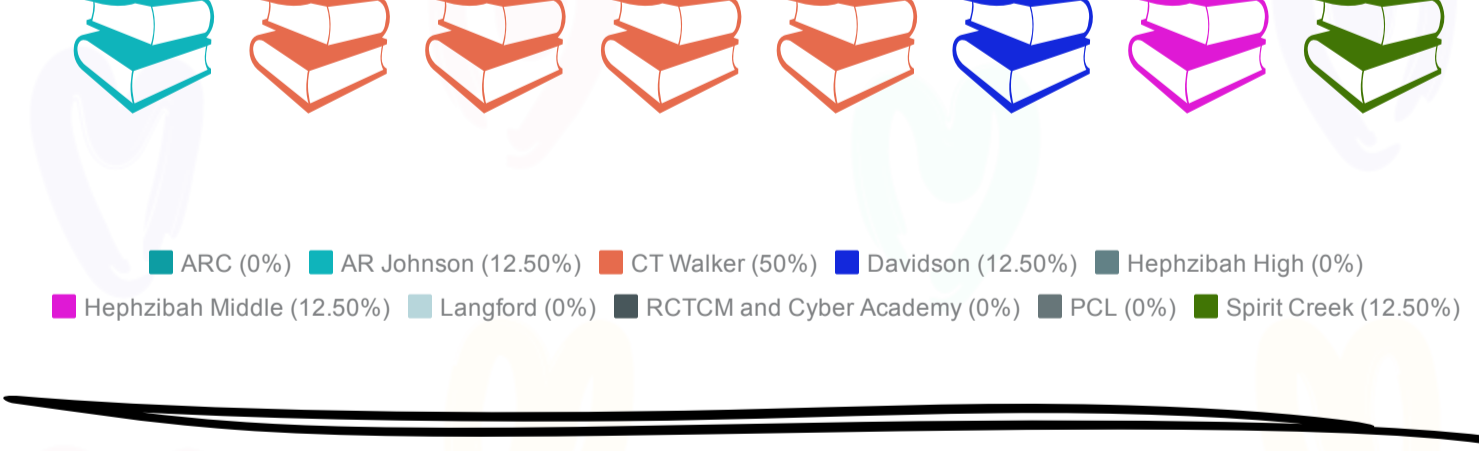 ARC (0%) AR Johnson (12.50%) CT Walker (50%) Davidson (12.50%) Hephzibah High (0%)
Hephzibah Middle (12.50%) Langford (0%) RCTCM and Cyber Academy (0%) PCL (0%) Spirit Creek (12.50%)